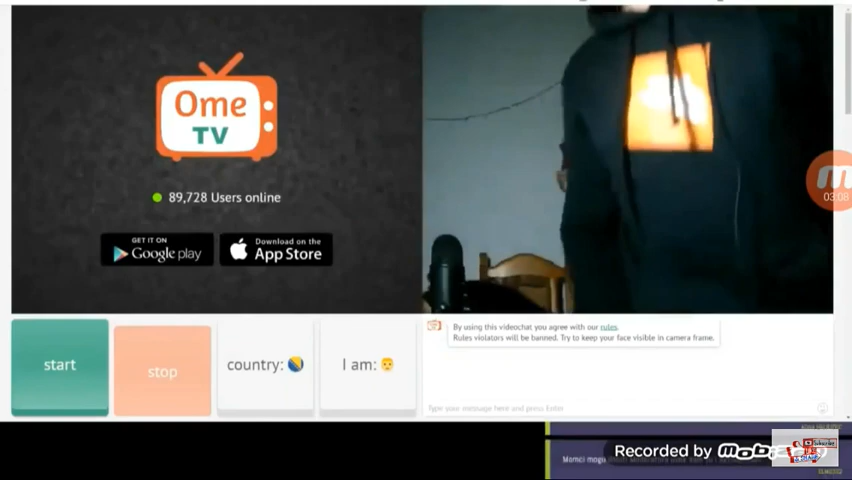 Ome
TV
89,728 Users online
GET IT ON
Google play
Download on the
App Store
start
stop
country:
I am:
By using this videochat you agree with our rules.
Rules violators will be banned. Try to keep your face visible in camera frame.
Type your message here and press Enter
03:08
Recorded by